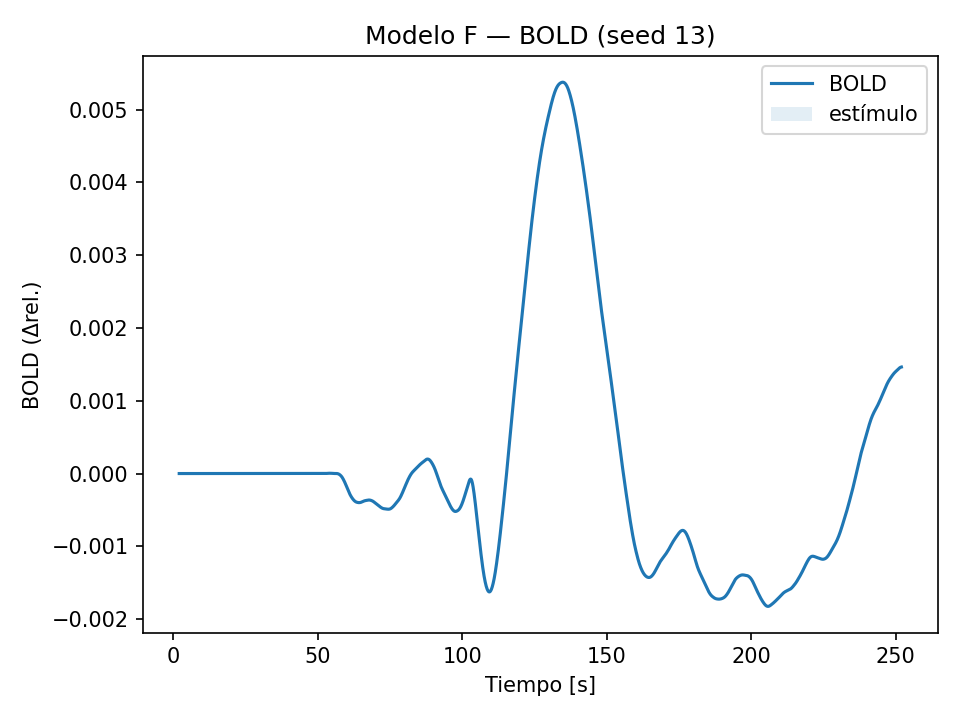 Modelo F — BOLD (seed 13)
BOLD
estímulo
BOLD (Δrel.)
0.005
0.004
0.003
0.002
0.001
0.000
−0.001
−0.002
0 50 100 150 200 250
Tiempo [s]